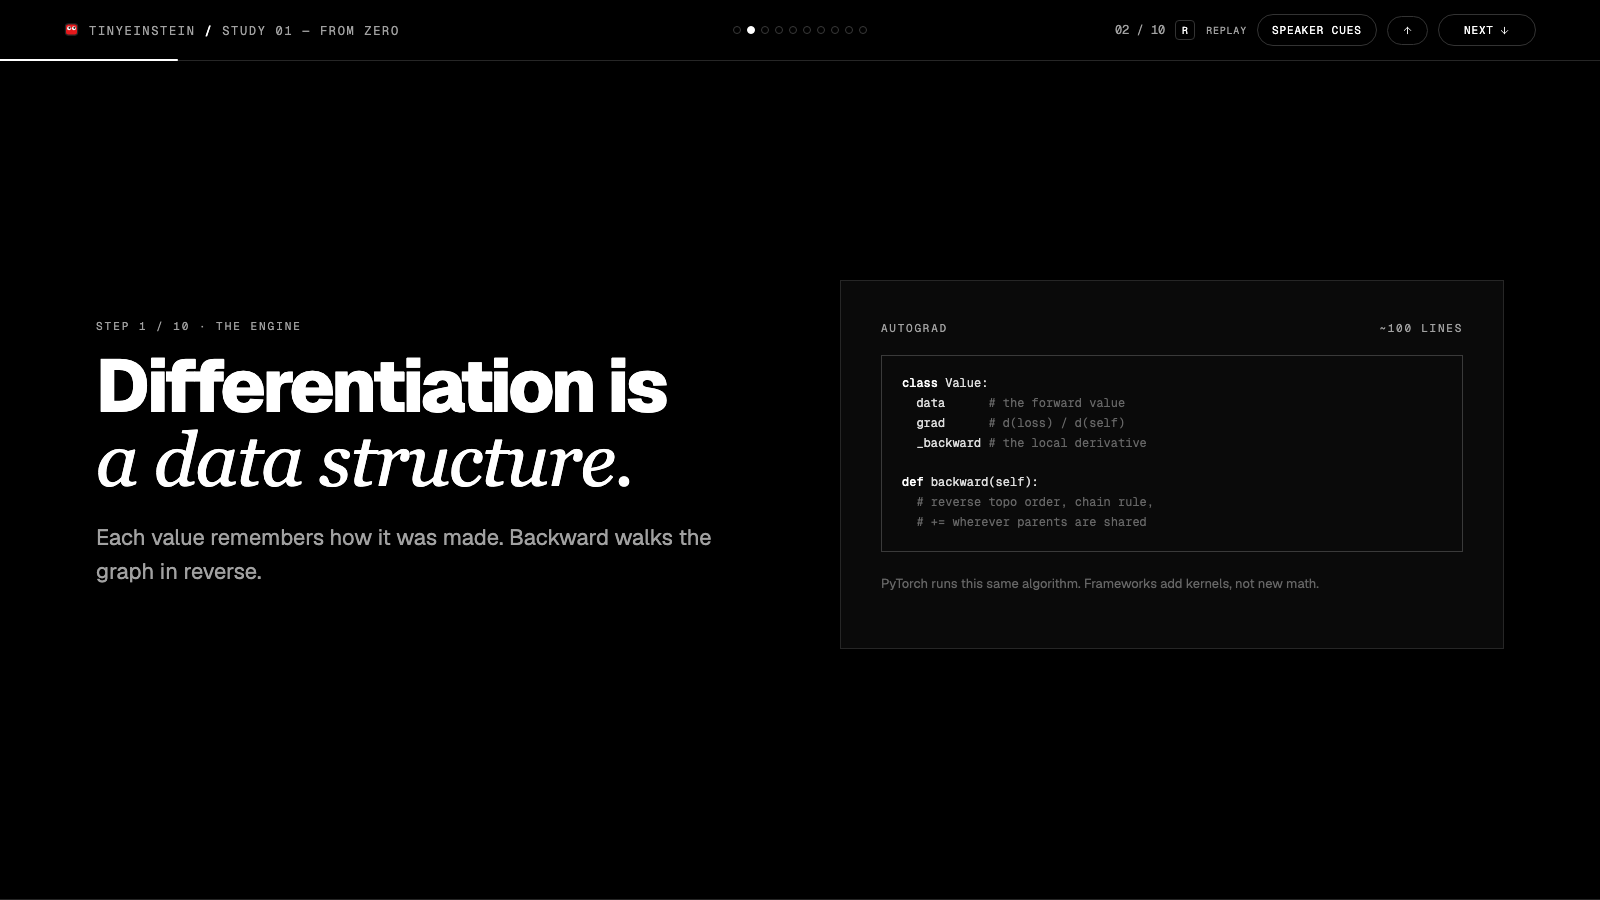 TINYEINSTEIN / STUDY 01 — FROM ZERO
02 / 10 R REPLAY SPEAKER CUES ↑ NEXT ↓
STEP 1 / 10 · THE ENGINE
Differentiation is
a data structure.
Each value remembers how it was made. Backward walks the
graph in reverse.
AUTOGRAD ~100 LINES
class Value:
  data      # the forward value
  grad      # d(loss) / d(self)
  _backward # the local derivative
def backward(self):
  # reverse topo order, chain rule,
  # += wherever parents are shared
PyTorch runs this same algorithm. Frameworks add kernels, not new math.